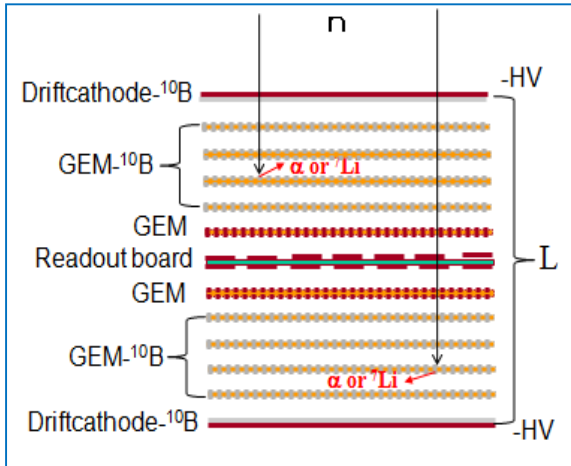 n
-HV
Driftcathode-¹⁰B
GEM-¹⁰B
α or ⁷Li
GEM
Readout board
L
GEM
GEM-¹⁰B
α or ⁷Li
Driftcathode-¹⁰B
-HV